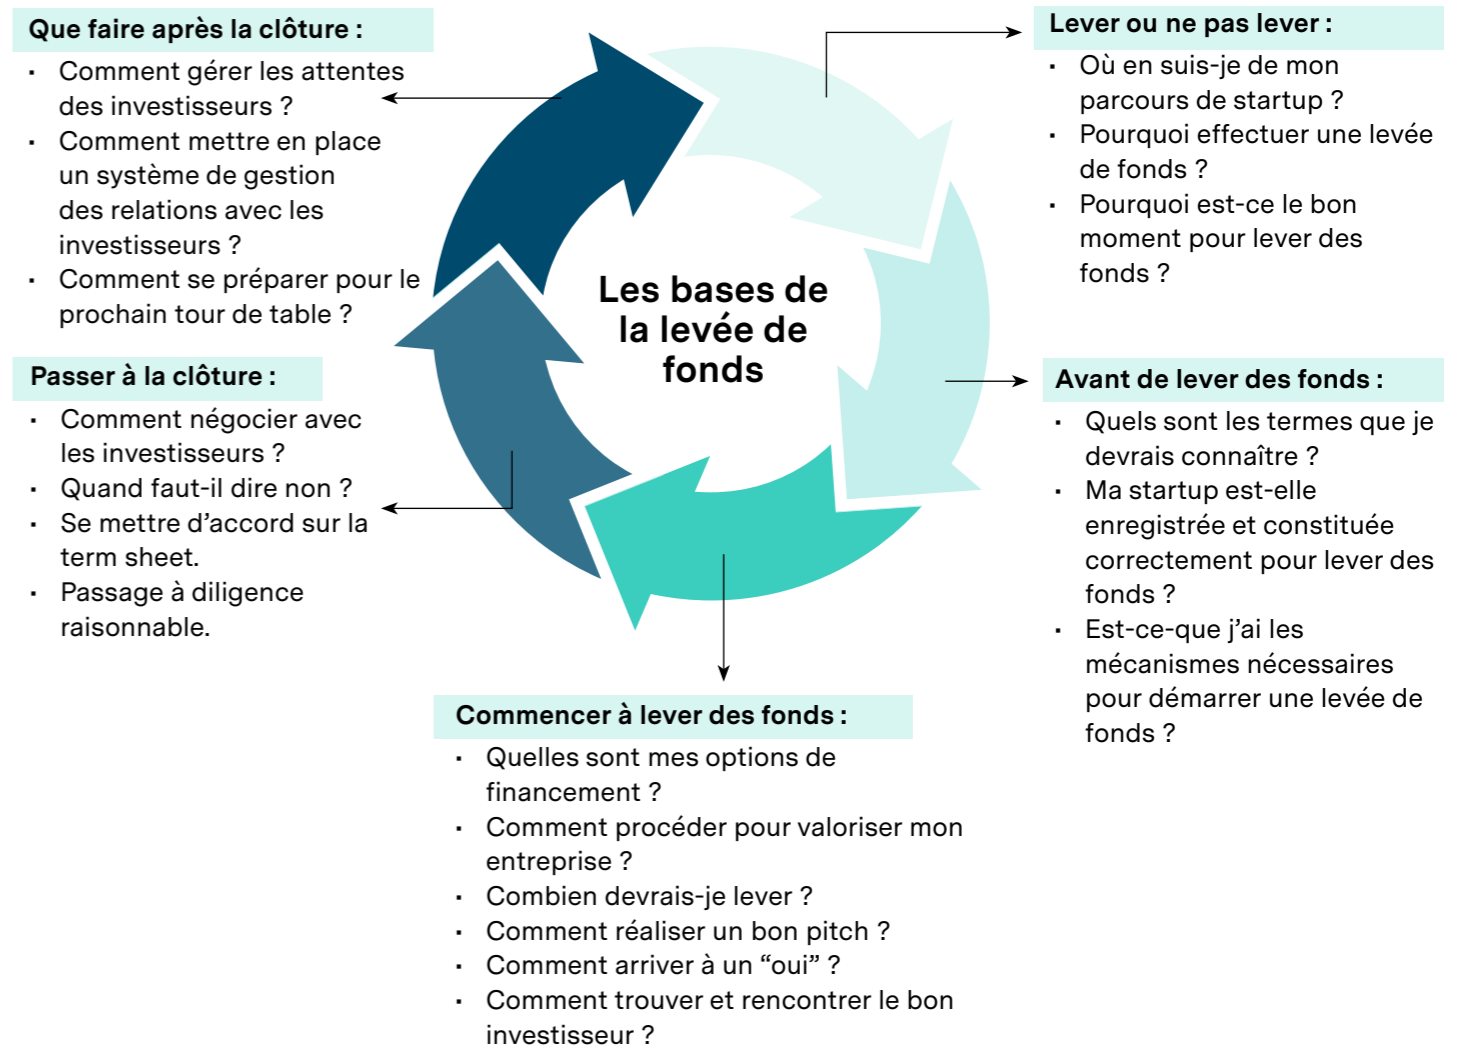 Les bases de
la levée de
fonds
Lever ou ne pas lever :
· Où en suis-je de mon
parcours de startup ?
· Pourquoi effectuer une levée
de fonds ?
· Pourquoi est-ce le bon
moment pour lever des
fonds ?
Avant de lever des fonds :
· Quels sont les termes que je
devrais connaître ?
· Ma startup est-elle
enregistrée et constituée
correctement pour lever des
fonds ?
· Est-ce-que j’ai les
mécanismes nécessaires
pour démarrer une levée de
fonds ?
Commencer à lever des fonds :
· Quelles sont mes options de
financement ?
· Comment procéder pour valoriser mon
entreprise ?
· Combien devrais-je lever ?
· Comment réaliser un bon pitch ?
· Comment arriver à un “oui” ?
· Comment trouver et rencontrer le bon
investisseur ?
Passer à la clôture :
· Comment négocier avec
les investisseurs ?
· Quand faut-il dire non ?
· Se mettre d’accord sur la
term sheet.
· Passage à diligence
raisonnable.
Que faire après la clôture :
· Comment gérer les attentes
des investisseurs ?
· Comment mettre en place
un système de gestion
des relations avec les
investisseurs ?
· Comment se préparer pour le
prochain tour de table ?